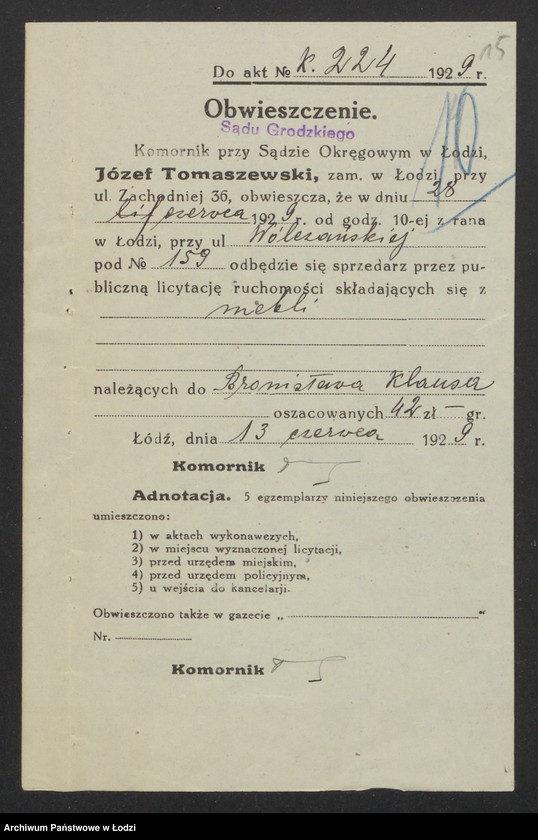 15
Do akt № K. 224 1929 r.
Obwieszczenie.
10
Sądu Grodzkiego
Komornik przy Sądzie Okręgowym w Łodzi,
Józef Tomaszewski, zam. w Łodzi, przy
ul. Zachodniej 36, obwieszcza, że w dniu 28
czerwca 1929 r. od godz. 10-ej z rana
w Łodzi, przy ul. Wólczańskiej
pod № 159 odbędzie się sprzedarz przez pu-
bliczną licytację ruchomości składających się z
mebli
należących do Bronisława Klausa
oszacowanych 42 zł — gr.
Łódź, dnia 13 czerwca 1929 r.
Komornik
Adnotacja. 5 egzemplarzy niniejszego obwieszczenia
umieszczono:
1) w aktach wykonawezych,
2) w miejscu wyznaczonej licytacji,
3) przed urzędem miejskim,
4) przed urzędem policyjnym,
5) u wejścia do kancelarji.
Obwieszczono także w gazecie „ "
Nr.
Komornik
Archiwum Państwowe w Łodzi